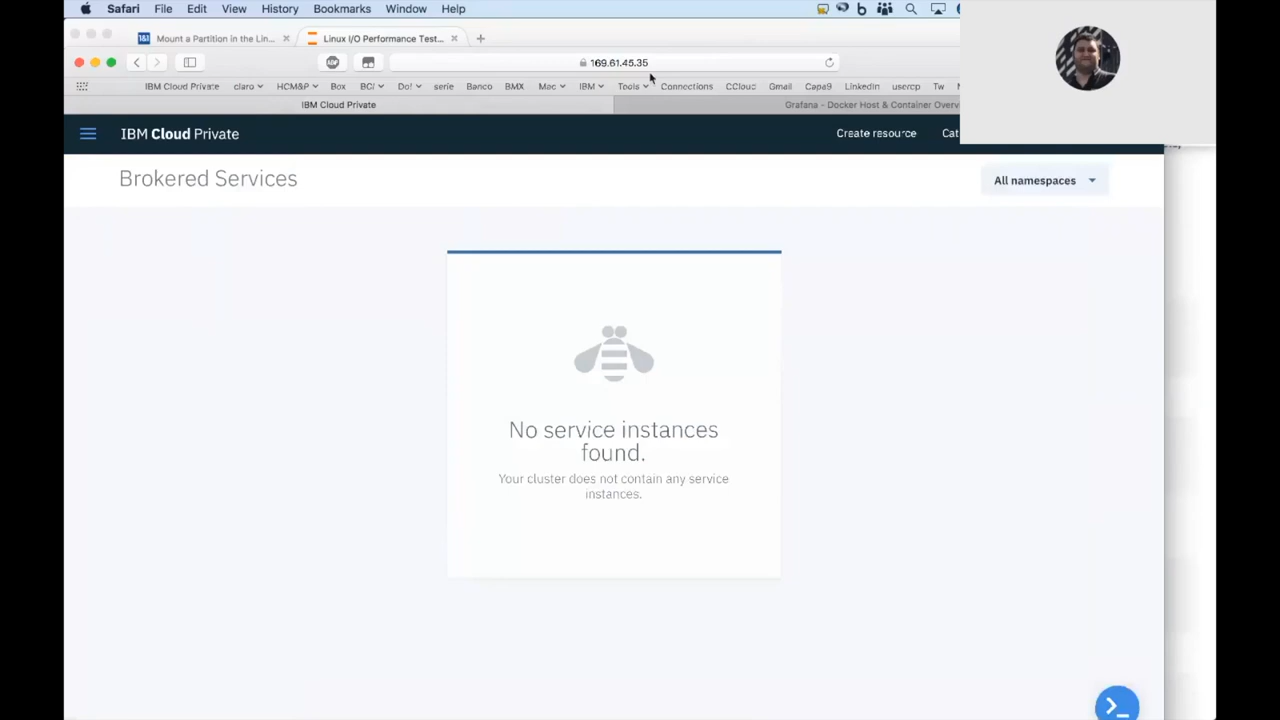 Safari File Edit View History Bookmarks Window Help
Mount a Partition in the Lin... Linux I/O Performance Test...
169.61.45.35
IBM Cloud Private claro HCM&P Box BC/ Do! serie Banco BMX Mac IBM Tools Connections CCloud Gmail Capa9 LinkedIn usercp Tw
IBM Cloud Private Grafana - Docker Host & Container Overv
IBM Cloud Private Create resource Cat
Brokered Services All namespaces
No service instances
found.
Your cluster does not contain any service
instances.